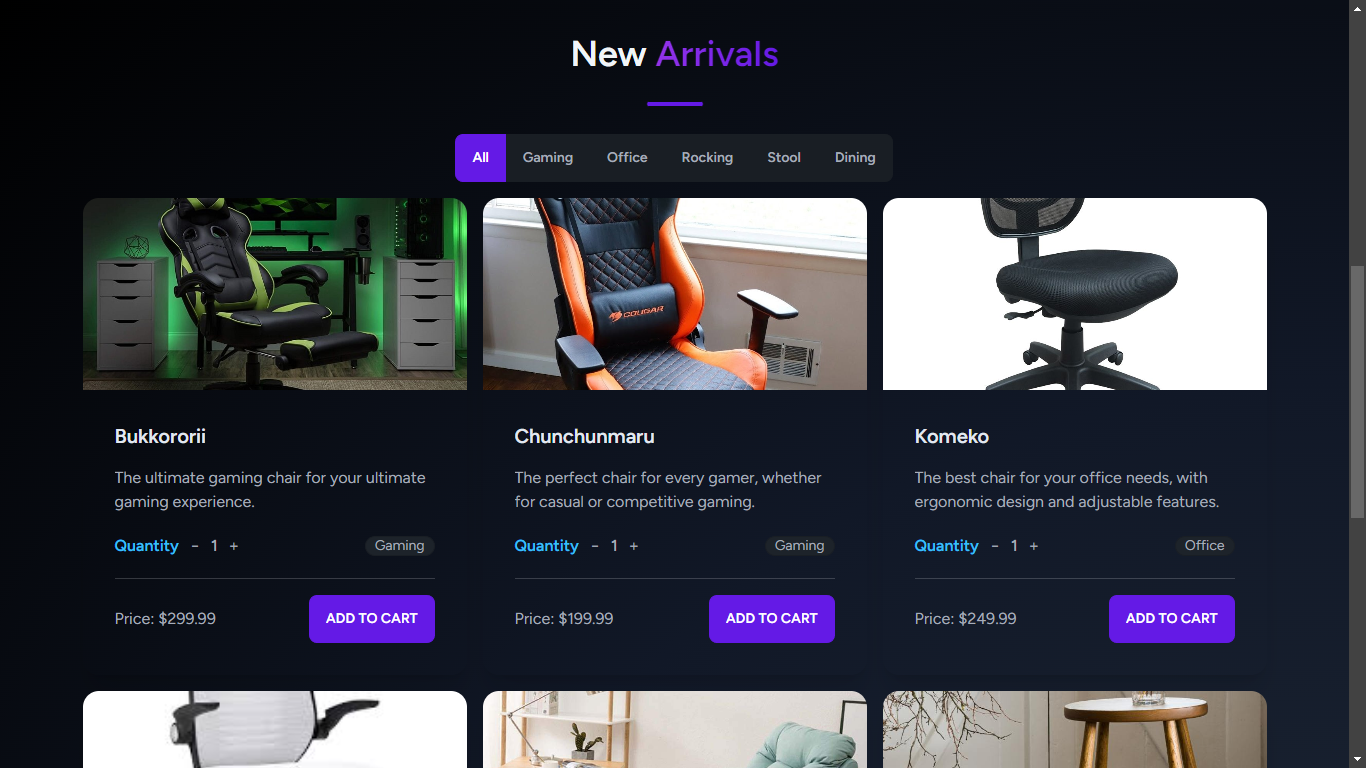 New Arrivals
All Gaming Office Rocking Stool Dining
COUGAR
Bukkororii Chunchunmaru Komeko
The ultimate gaming chair for your ultimate
gaming experience.
The perfect chair for every gamer, whether
for casual or competitive gaming.
The best chair for your office needs, with
ergonomic design and adjustable features.
Quantity - 1 + Gaming
Quantity - 1 + Gaming
Quantity - 1 + Office
Price: $299.99 ADD TO CART
Price: $199.99 ADD TO CART
Price: $249.99 ADD TO CART